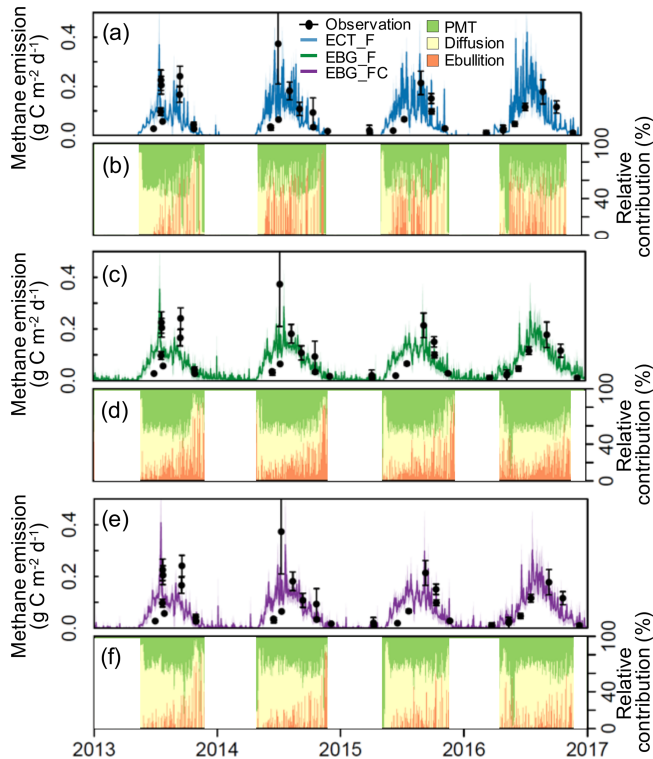 (a)
Observation
ECT_F
EBG_F
EBG_FC
PMT
Diffusion
Ebullition
Methane emission
(g C m-2 d-1)
0.4
0.2
0.0
(b)
100
40
0
Relative
contribution (%)
(c)
Methane emission
(g C m-2 d-1)
0.4
0.2
0.0
(d)
100
40
0
Relative
contribution (%)
(e)
Methane emission
(g C m-2 d-1)
0.4
0.2
0.0
(f)
100
40
0
Relative
contribution (%)
2013 2014 2015 2016 2017